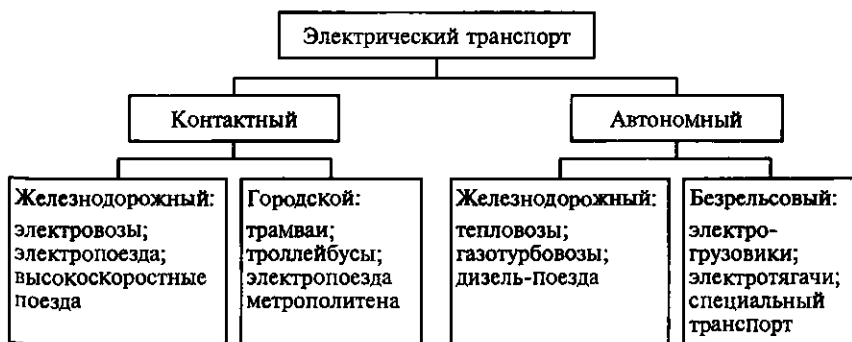 Электрический транспорт
Контактный
Автономный
Железнодорожный:
электровозы;
электропоезда;
высокоскоростные
поезда
Городской:
трамваи;
троллейбусы;
электропоезда
метрополитена
Железнодорожный:
тепловозы;
газотурбовозы;
дизель-поезда
Безрельсовый:
электро-
грузовики;
электротягачи;
специальный
транспорт